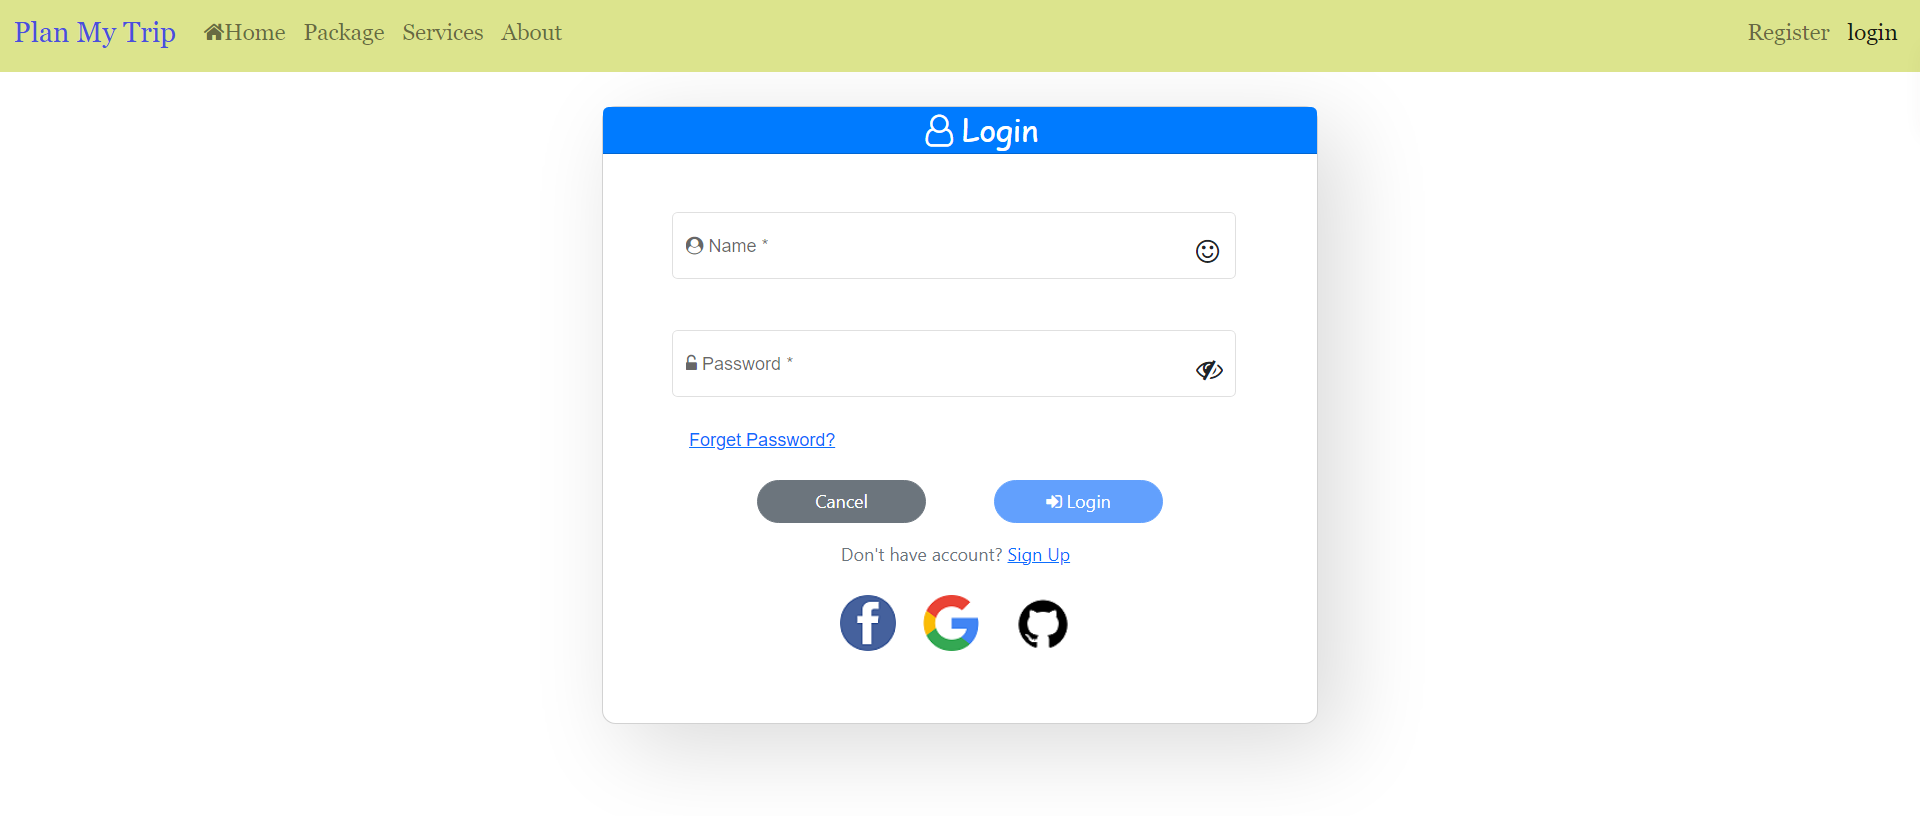 Plan My Trip Home Package Services About Register login
Login
Name *
Password *
Forget Password?
Cancel Login
Don't have account? Sign Up